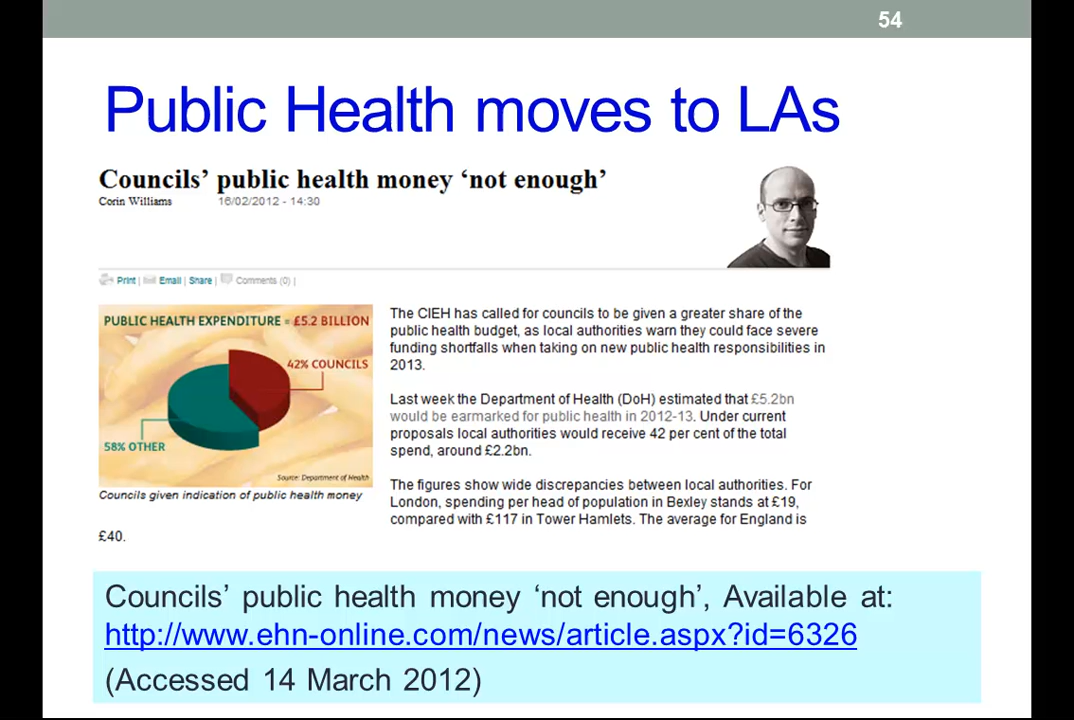 54
Public Health moves to LAs
Councils’ public health money ‘not enough’
Corin Williams 16/02/2012 - 14:30
Print | Email | Share | Comments (0) |
PUBLIC HEALTH EXPENDITURE = £5.2 BILLION
42% COUNCILS
58% OTHER
Source: Department of Health
Councils given indication of public health money
The CIEH has called for councils to be given a greater share of the
public health budget, as local authorities warn they could face severe
funding shortfalls when taking on new public health responsibilities in
2013.
Last week the Department of Health (DoH) estimated that £5.2bn
would be earmarked for public health in 2012-13. Under current
proposals local authorities would receive 42 per cent of the total
spend, around £2.2bn.
The figures show wide discrepancies between local authorities. For
London, spending per head of population in Bexley stands at £19,
compared with £117 in Tower Hamlets. The average for England is
£40.
Councils’ public health money ‘not enough’, Available at:
http://www.ehn-online.com/news/article.aspx?id=6326
(Accessed 14 March 2012)